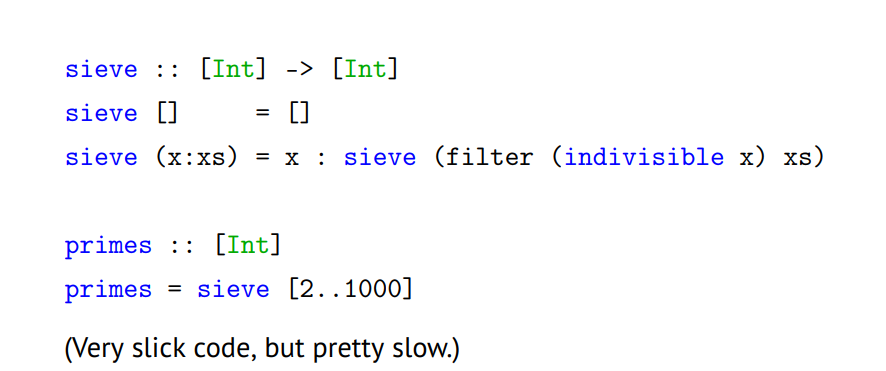 sieve :: [Int] -> [Int]
sieve []     = []
sieve (x:xs) = x : sieve (filter (indivisible x) xs)
primes :: [Int]
primes = sieve [2..1000]
(Very slick code, but pretty slow.)